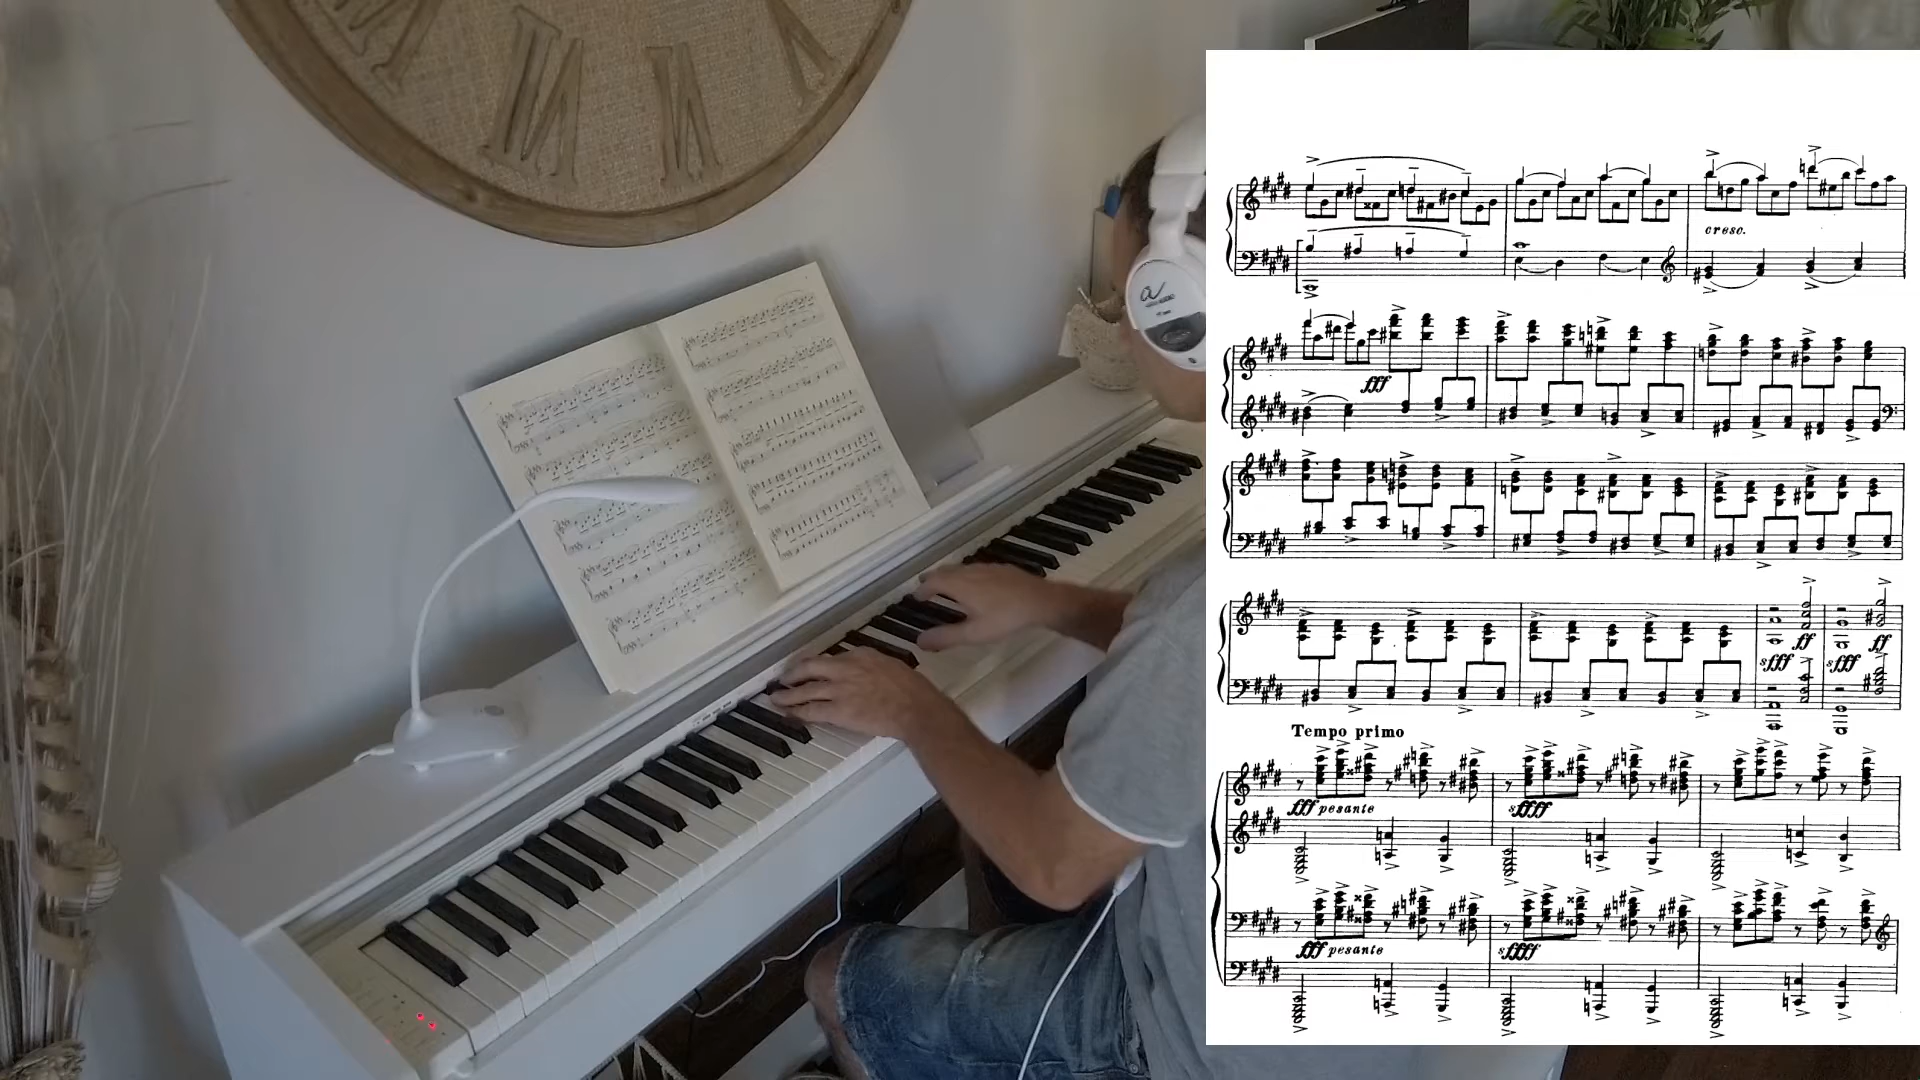 cresc.
fff
ff
ff
sfff
sfff
Tempo primo
fff pesante
sffff
fff pesante
sffff